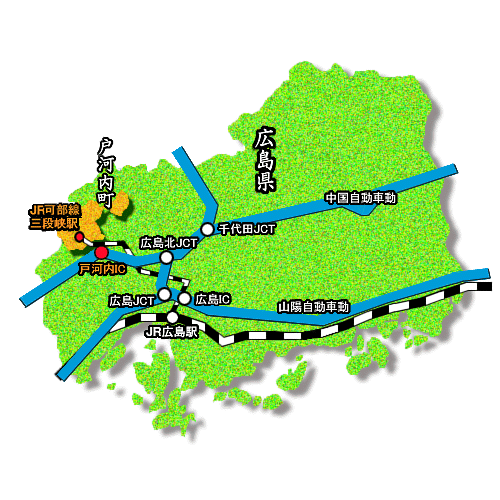 広島県
戸河内町
JR可部線
三段峡駅
戸河内IC
中国自動車動
千代田JCT
広島北JCT
広島JCT
広島IC
山陽自動車動
JR広島駅